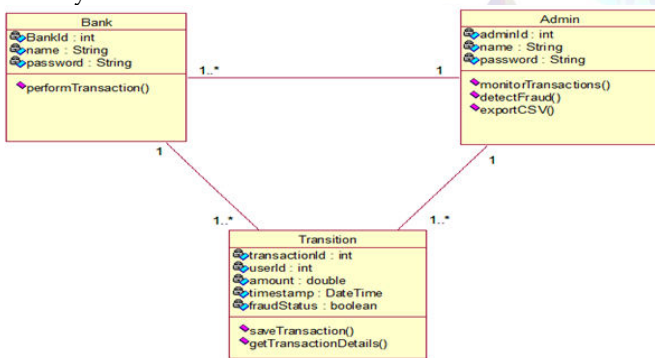 Bank
BankId : int
name : String
password : String
performTransaction()
1..*
1
Admin
adminId : int
name : String
password : String
monitorTransactions()
detectFraud()
exportCSV()
1
1
1..*
1..*
Transition
transactionId : int
userId : int
amount : double
timestamp : DateTime
fraudStatus : boolean
saveTransaction()
getTransactionDetails()